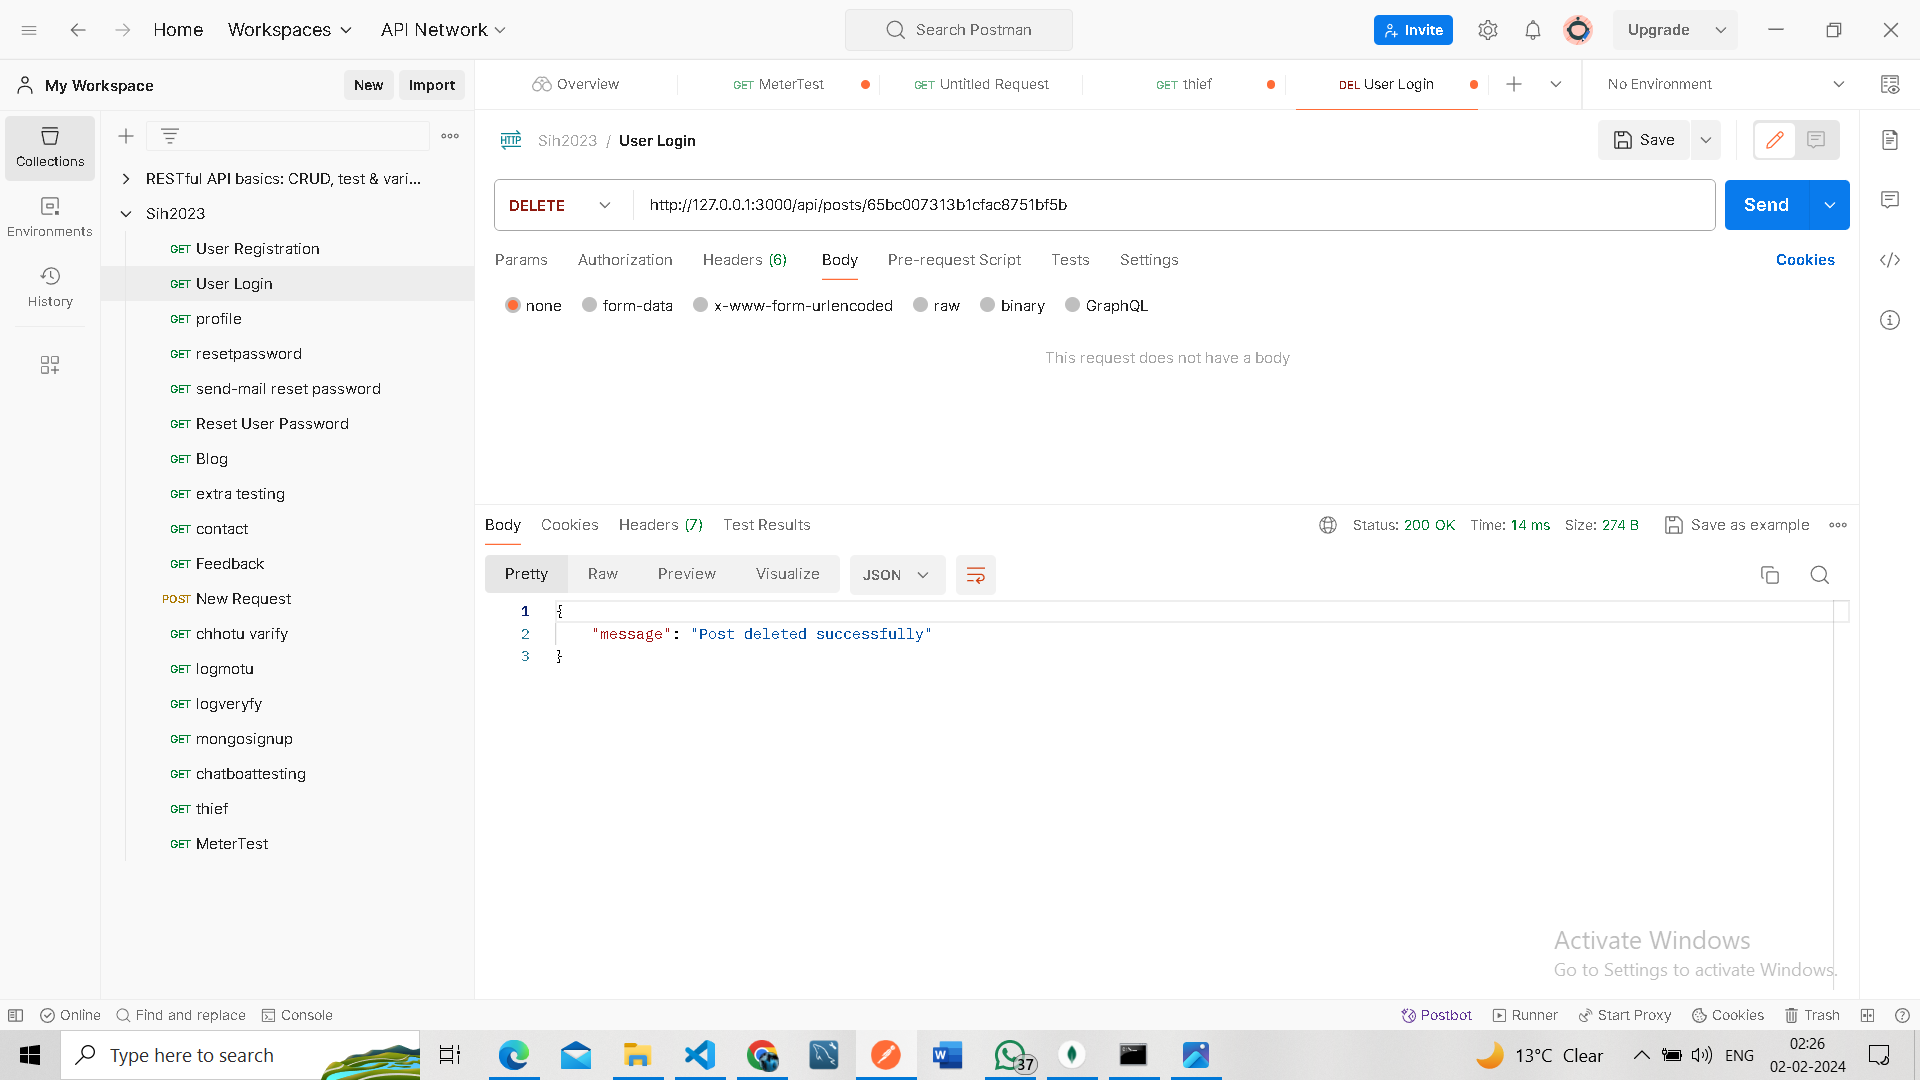 Home
Workspaces
API Network
Search Postman
Invite
Upgrade
My Workspace
New
Import
Overview
GET MeterTest
GET Untitled Request
GET thief
DEL User Login
No Environment
Collections
Environments
History
RESTful API basics: CRUD, test & vari...
Sih2023
GET User Registration
GET User Login
GET profile
GET resetpassword
GET send-mail reset password
GET Reset User Password
GET Blog
GET extra testing
GET contact
GET Feedback
POST New Request
GET chhotu varify
GET logmotu
GET logveryfy
GET mongosignup
GET chatboattesting
GET thief
GET MeterTest
HTTP Sih2023 / User Login
Save
DELETE
http://127.0.0.1:3000/api/posts/65bc007313b1cfac8751bf5b
Send
Params Authorization Headers (6) Body Pre-request Script Tests Settings
Cookies
none form-data x-www-form-urlencoded raw binary GraphQL
This request does not have a body
Body Cookies Headers (7) Test Results
Status: 200 OK Time: 14 ms Size: 274 B
Save as example
Pretty Raw Preview Visualize JSON
1 {
2 "message": "Post deleted successfully"
3 }
Activate Windows
Go to Settings to activate Windows.
Online Find and replace Console
Postbot Runner Start Proxy Cookies Trash
Type here to search
37
13°C Clear
ENG
02:26
02-02-2024